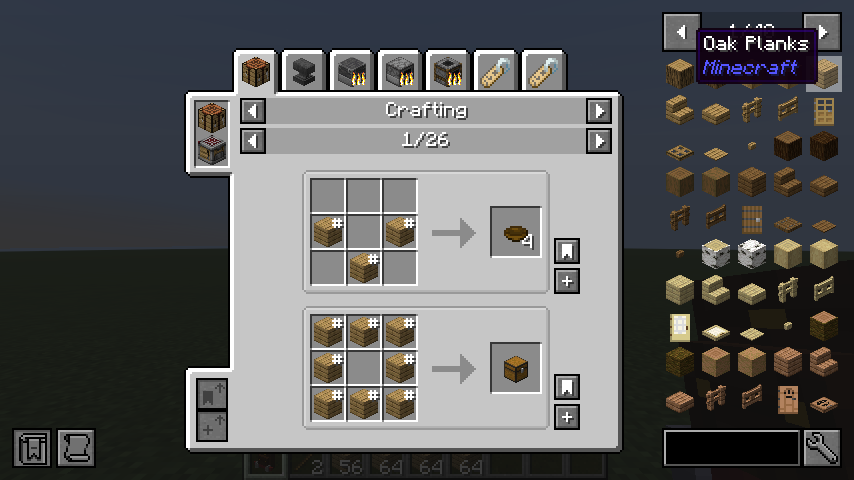 Oak Planks
Minecraft
Crafting
1/26
# #
#
4
# # #
# #
# # #
+
+
2 56 64 64 64